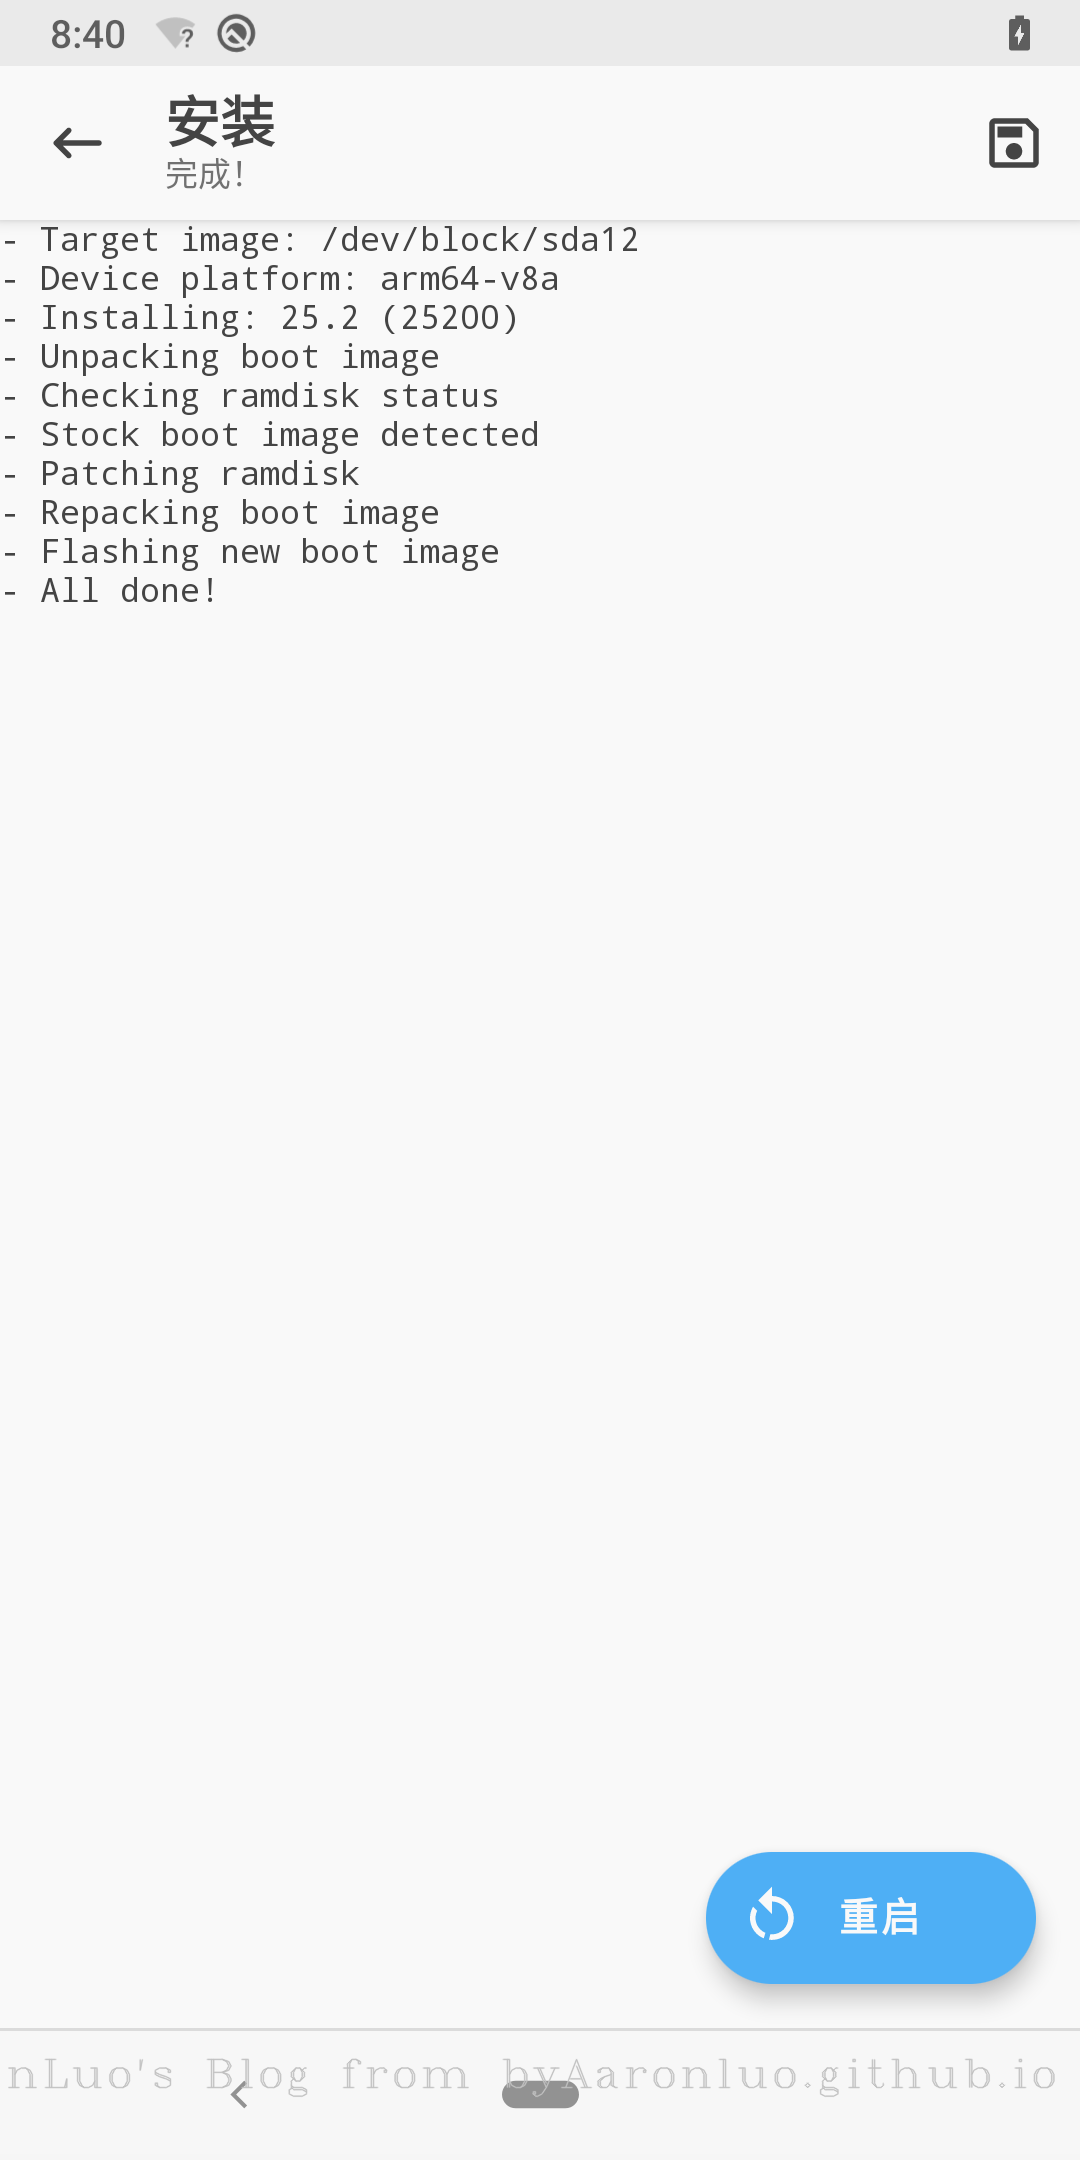 8:40
安装
完成！
- Target image: /dev/block/sda12
- Device platform: arm64-v8a
- Installing: 25.2 (25200)
- Unpacking boot image
- Checking ramdisk status
- Stock boot image detected
- Patching ramdisk
- Repacking boot image
- Flashing new boot image
- All done!
重启
nLuo's Blog from byAaronluo.github.io